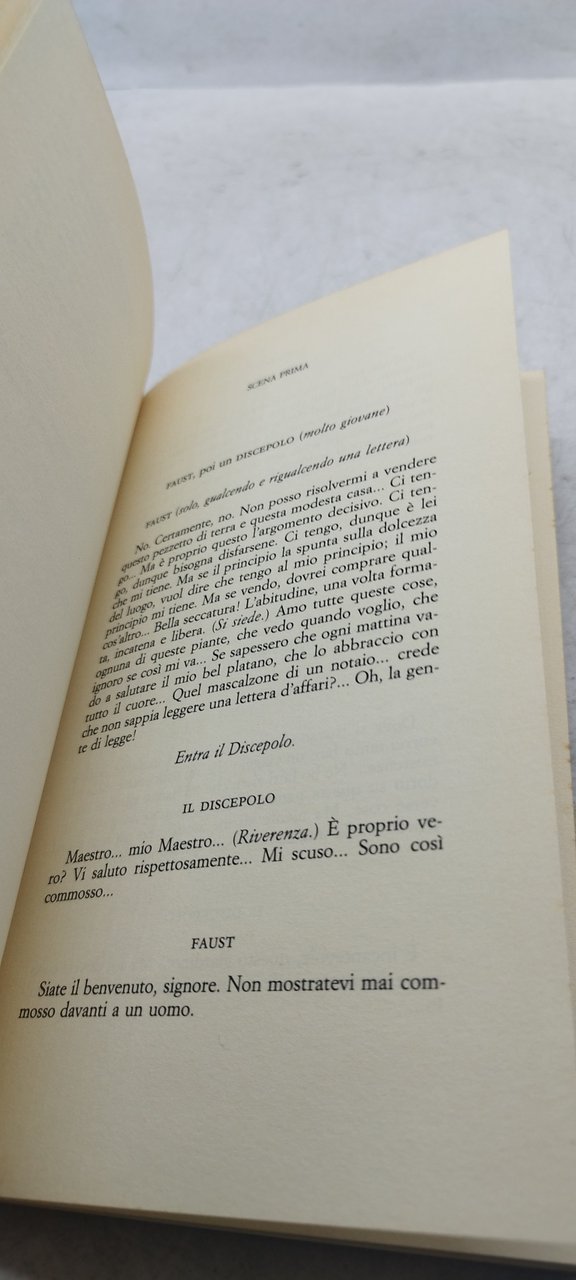 SCENA PRIMA
FAUST, poi un DISCEPOLO (molto giovane)
FAUST (solo, gualcendo e rigualcendo una lettera)
No. Certamente, no. Non posso risolvermi a vendere
questo pezzetto di terra e questa modesta casa... Ci ten-
go... Ma è proprio questo l'argomento decisivo. Ci ten-
go, dunque bisogna disfarsene. Ci tengo, dunque è lei
che mi tiene. Ma se il principio la spunta sulla dolcezza
del luogo, vuol dire che tengo al mio principio; il mio
principio mi tiene. Ma se vendo, dovrei comprare qual-
cos'altro... Bella seccatura! L'abitudine, una volta forma-
ta, incatena e libera. (Si siede.) Amo tutte queste cose,
ognuna di queste piante, che vedo quando voglio, che
ignoro se così mi va... Se sapessero che ogni mattina va-
do a salutare il mio bel platano, che lo abbraccio con
tutto il cuore... Quel mascalzone di un notaio... crede
che non sappia leggere una lettera d'affari?... Oh, la gen-
te di legge!
Entra il Discepolo.
IL DISCEPOLO
Maestro... mio Maestro... (Riverenza.) È proprio ve-
ro? Vi saluto rispettosamente... Mi scuso... Sono così
commosso...
FAUST
Siate il benvenuto, signore. Non mostratevi mai com-
mosso davanti a un uomo.